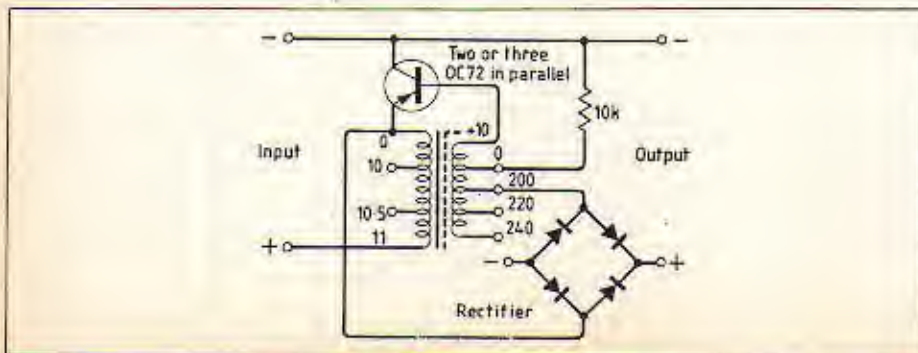 Two or three
OC72 in parallel
10k
Input
0
10
10·5
11
+10
0
200
220
240
Output
Rectifier
-
-
+
-
+